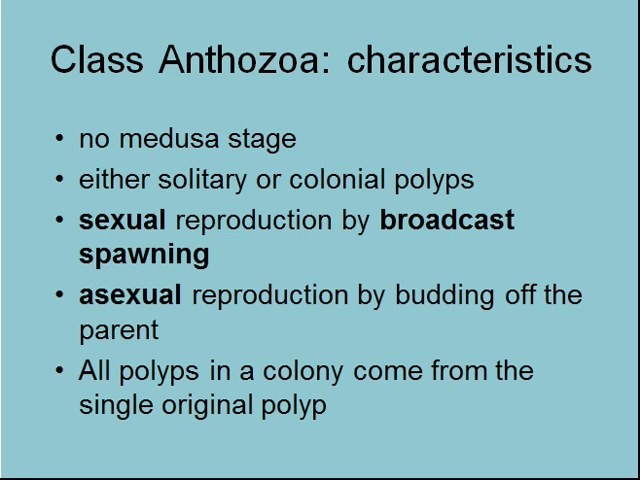 Class Anthozoa: characteristics
• no medusa stage
• either solitary or colonial polyps
• sexual reproduction by broadcast
spawning
• asexual reproduction by budding off the
parent
• All polyps in a colony come from the
single original polyp